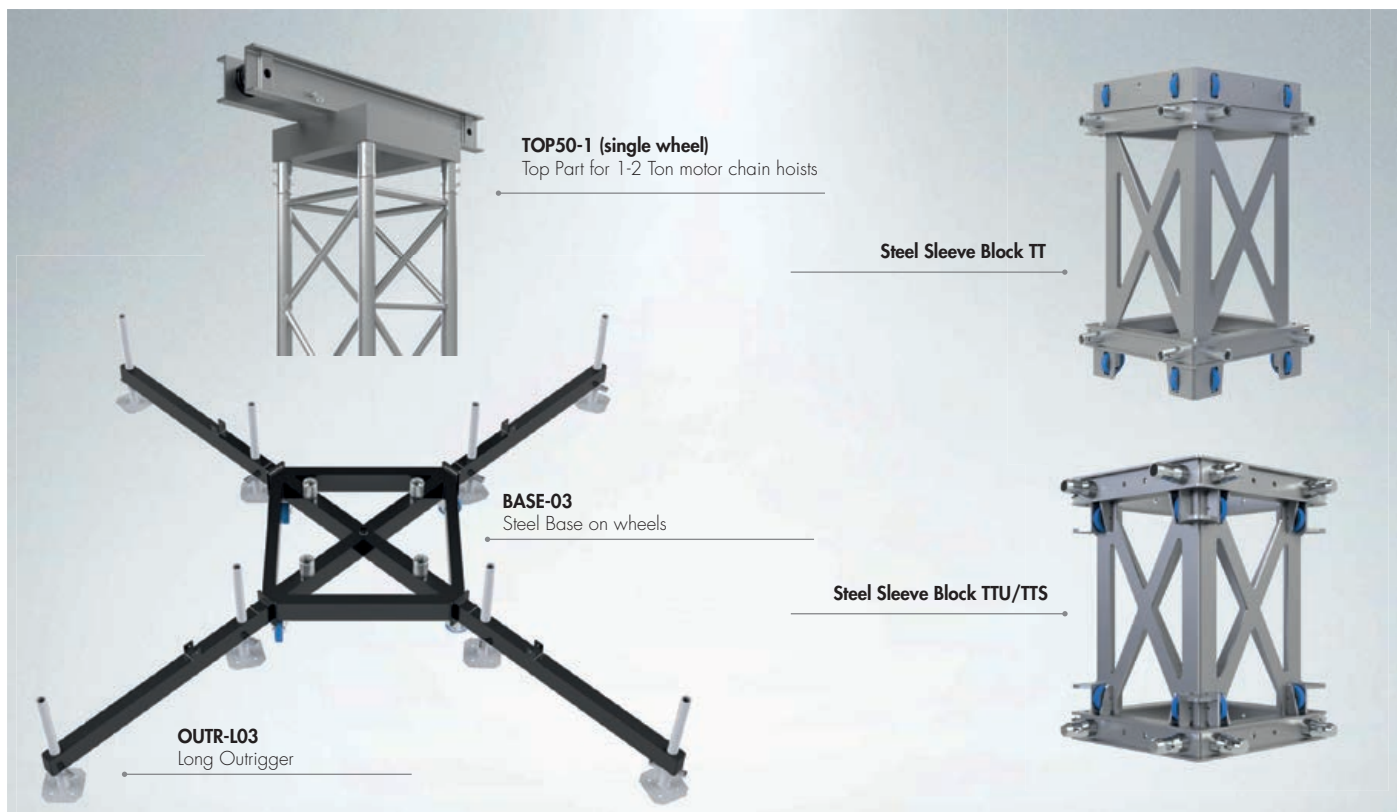 TOP50-1 (single wheel)
Top Part for 1-2 Ton motor chain hoists
Steel Sleeve Block TT
BASE-03
Steel Base on wheels
Steel Sleeve Block TTU/TTS
OUTR-L03
Long Outrigger